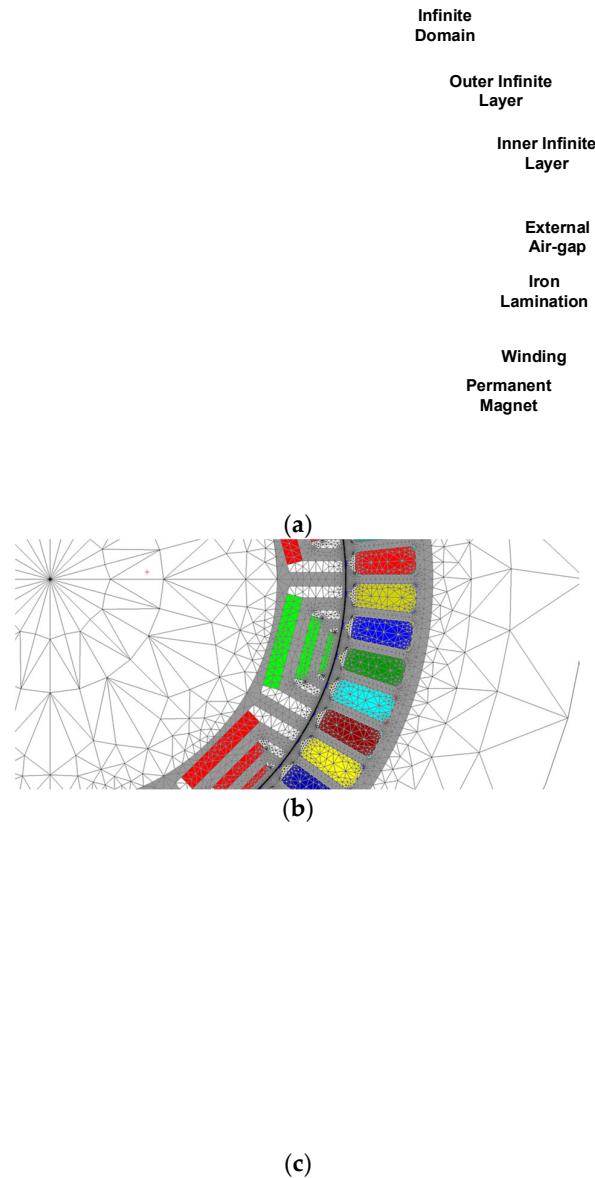 Infinite
Domain
Outer Infinite
Layer
Inner Infinite
Layer
External
Air-gap
Iron
Lamination
Winding
Permanent
Magnet
(a)
(b)
(c)